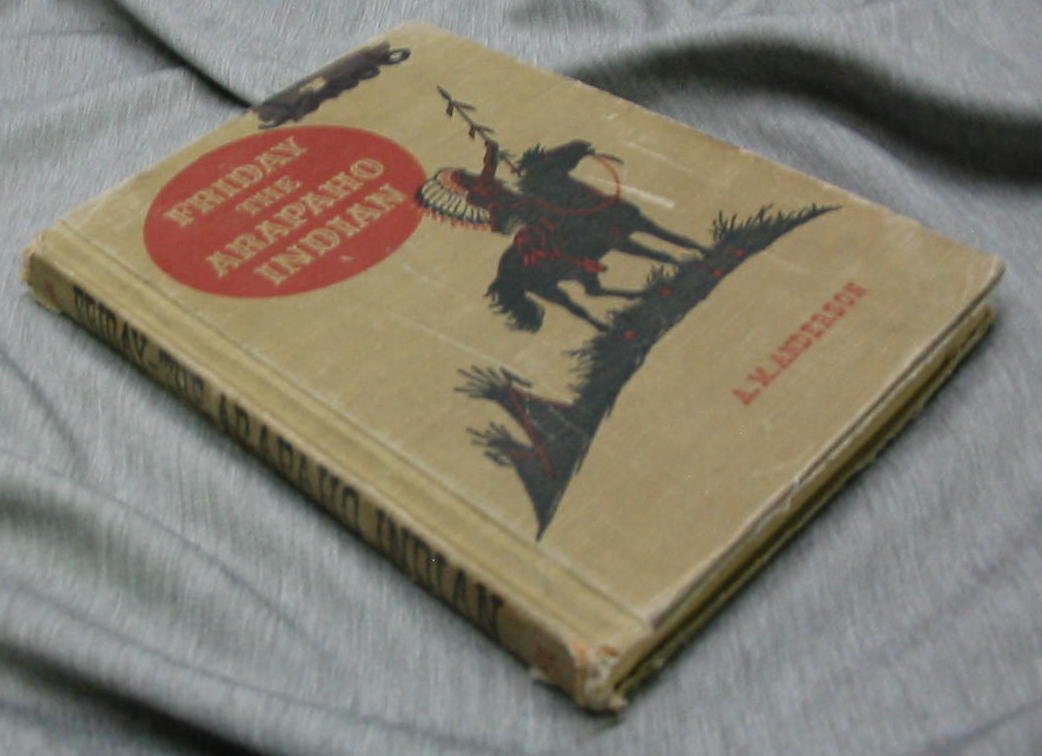 FRIDAY
THE
ARAPAHO
INDIAN
A. M. ANDERSON
FRIDAY THE ARAPAHO INDIAN